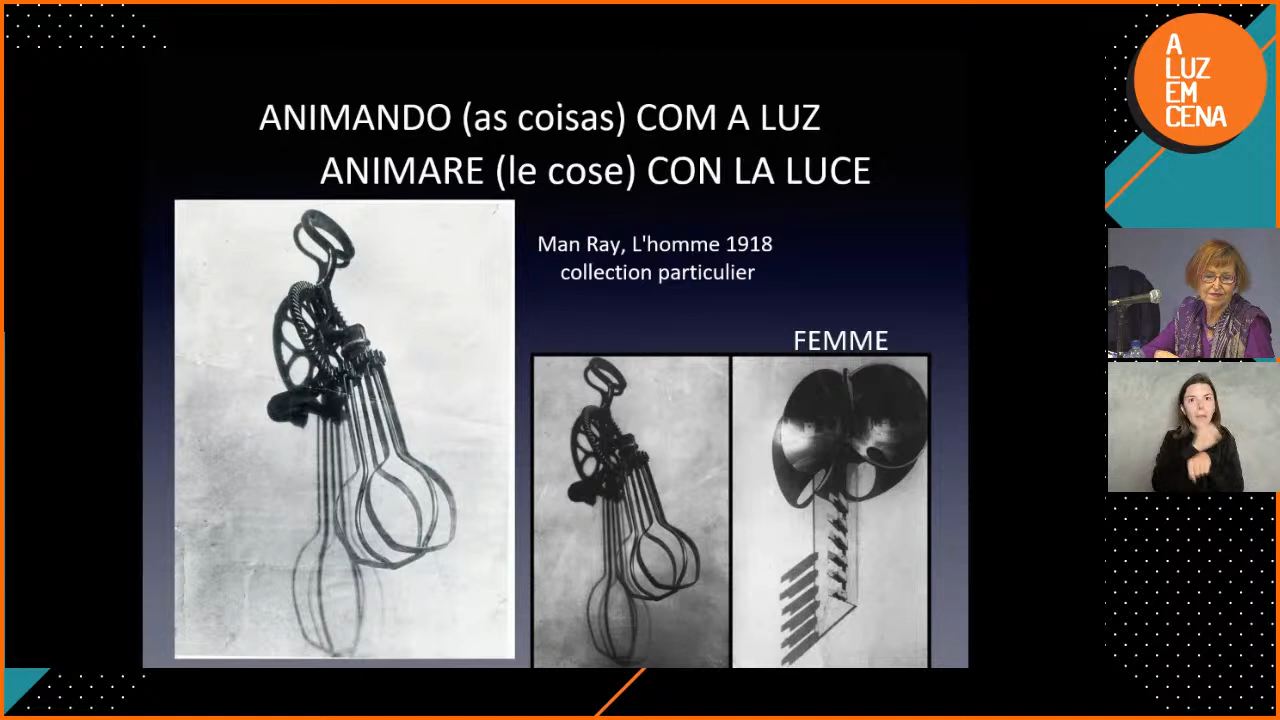 ANIMANDO (as coisas) COM A LUZ
ANIMARE (le cose) CON LA LUCE
Man Ray, L'homme 1918
collection particulier
FEMME
A
LUZ
EM
CENA